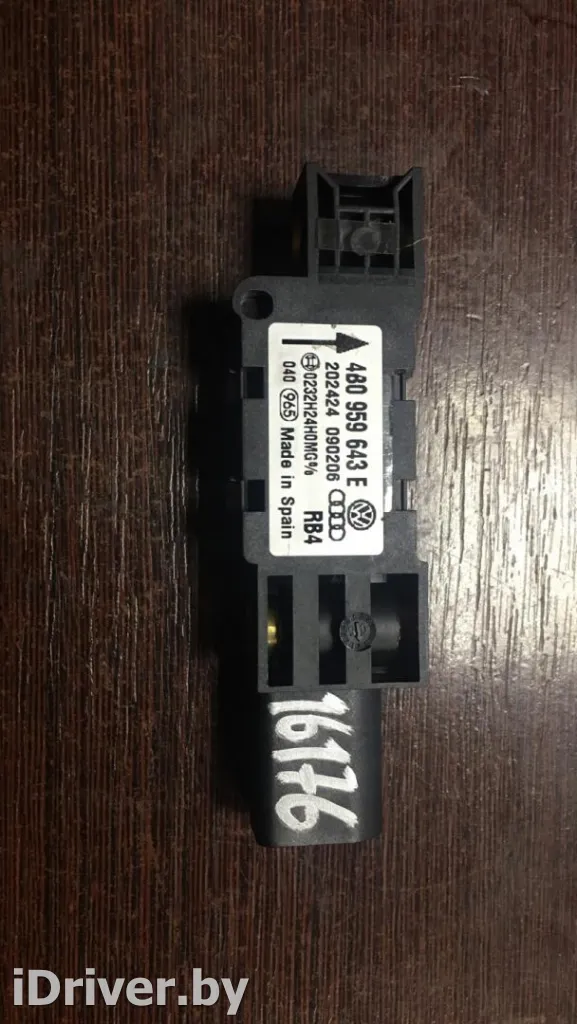 4B0 959 643 E
202424 090206 RB4
0232H24H0MG%
040 965 Made in Spain
16176
iDriver.by